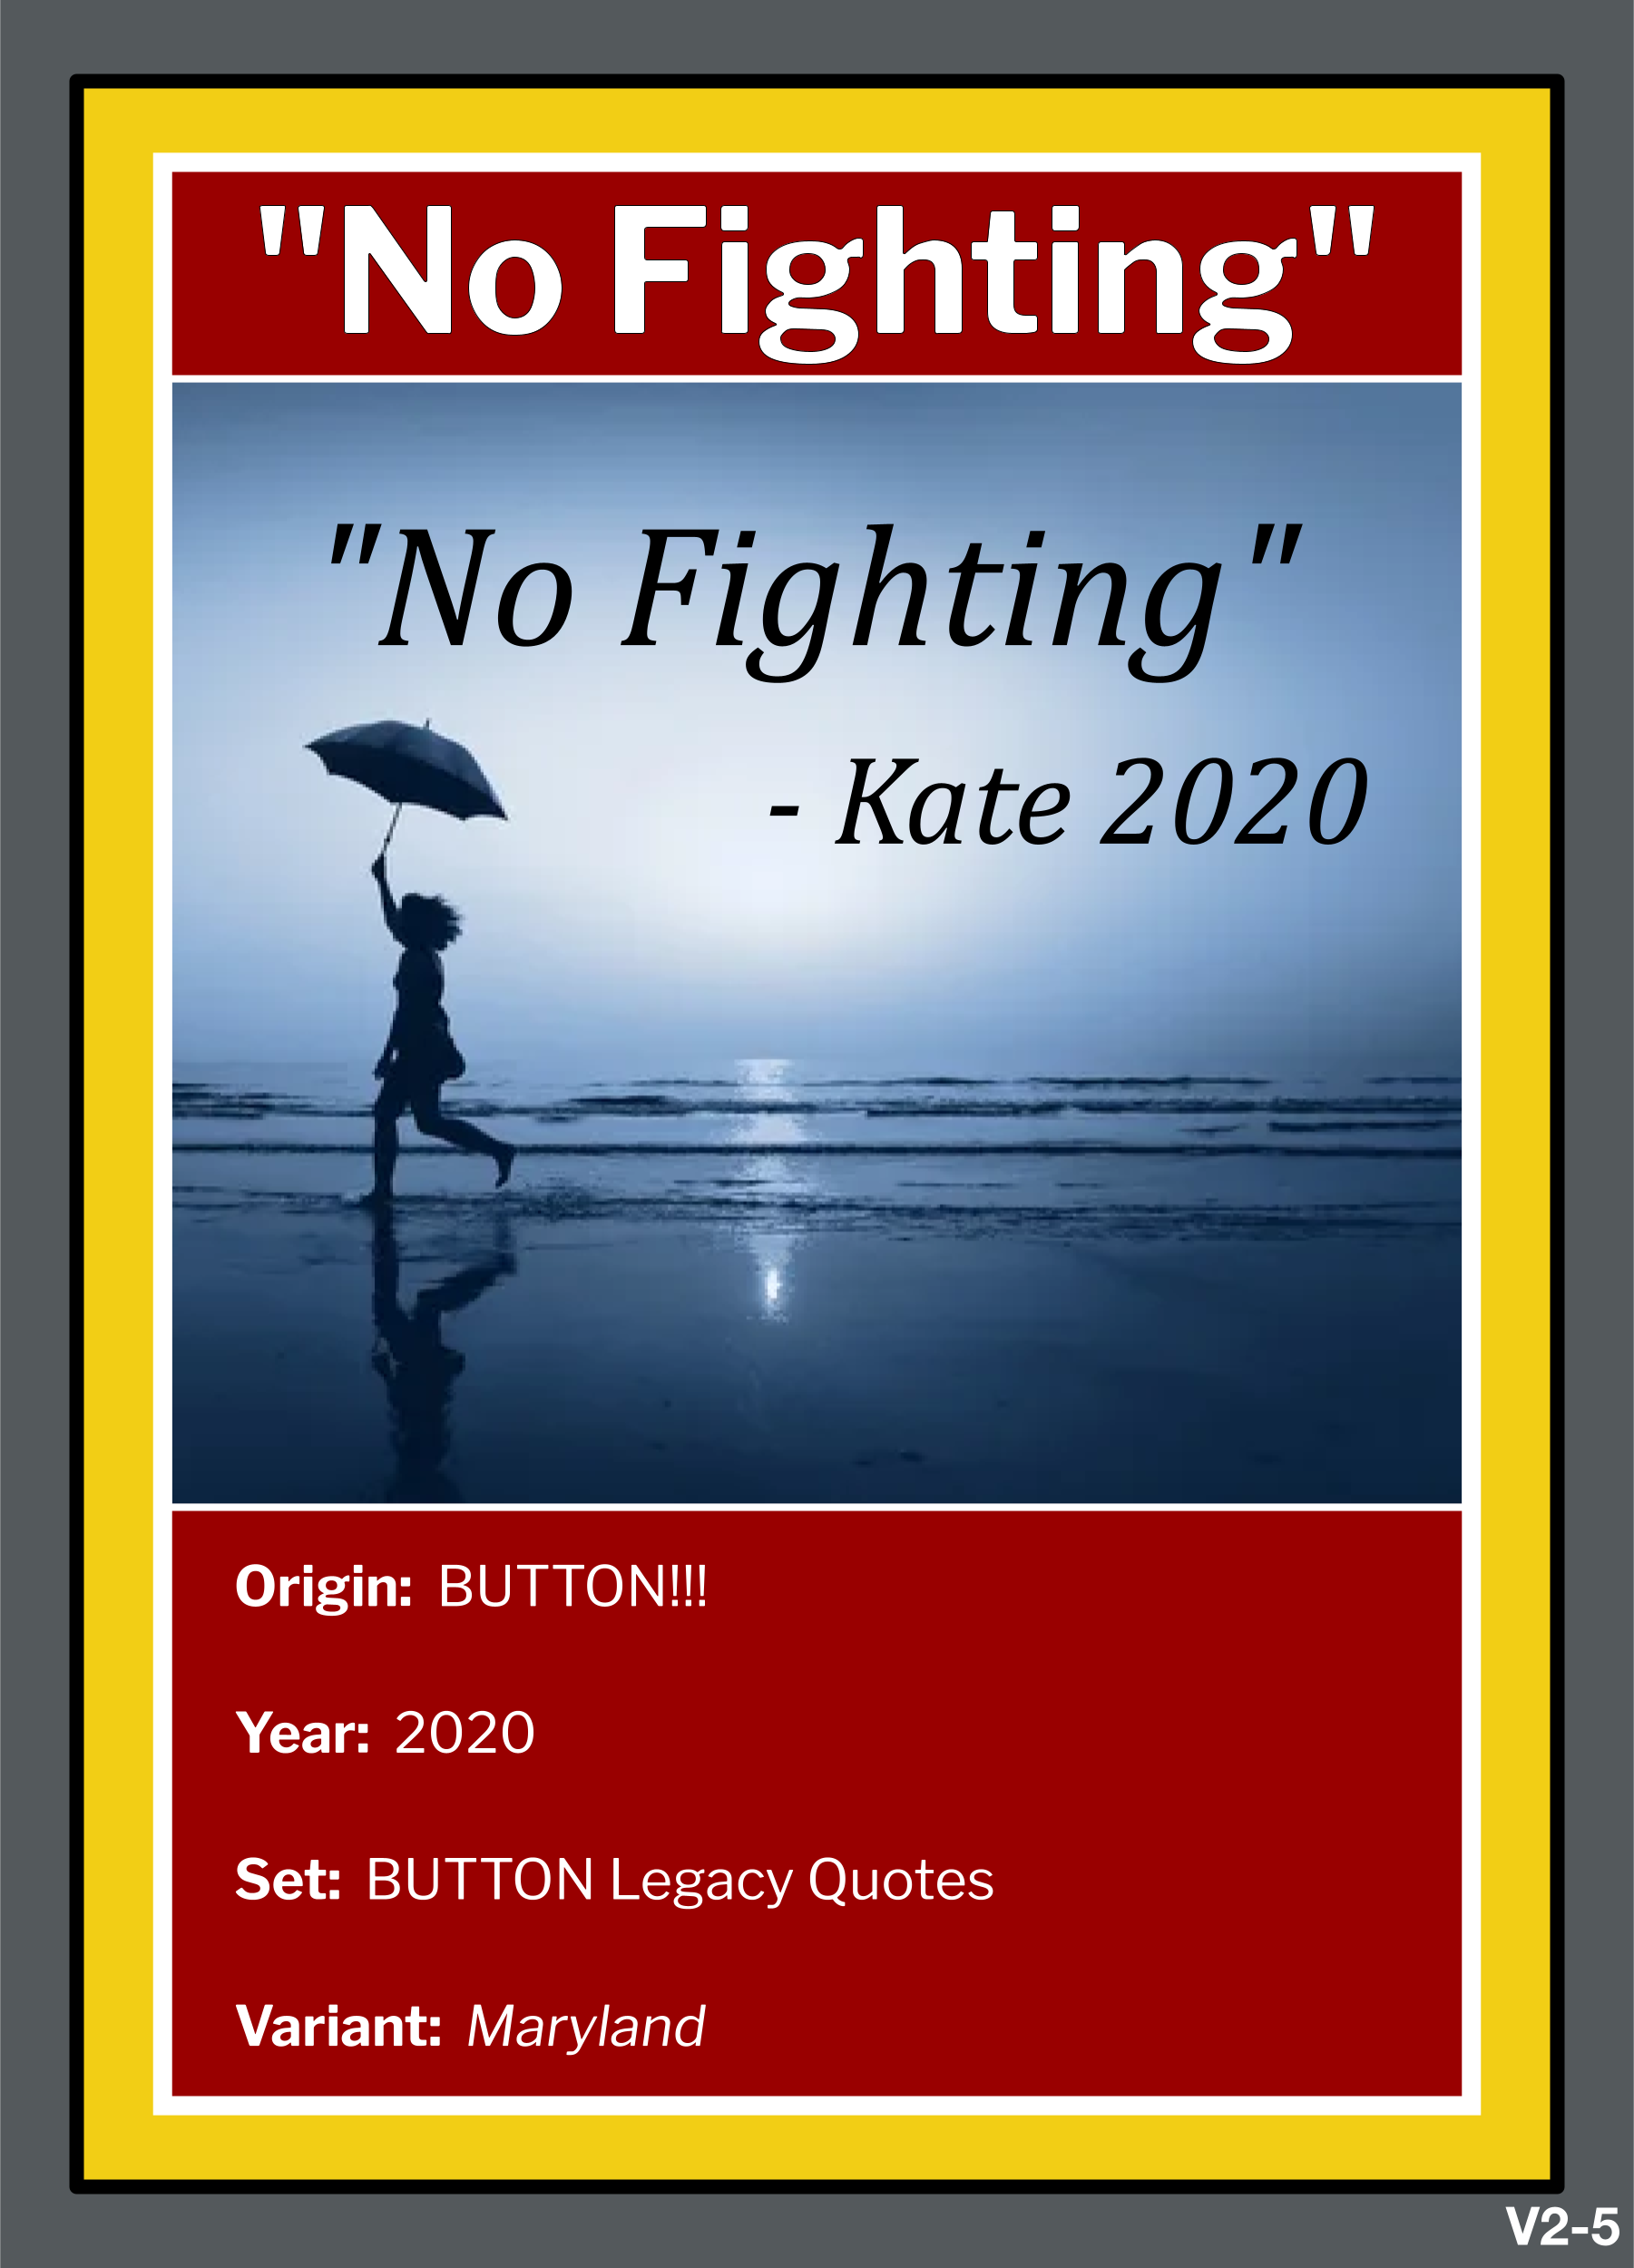 "No Fighting"
"No Fighting"
- Kate 2020
Origin: BUTTON!!!
Year: 2020
Set: BUTTON Legacy Quotes
Variant: Maryland
V2-5